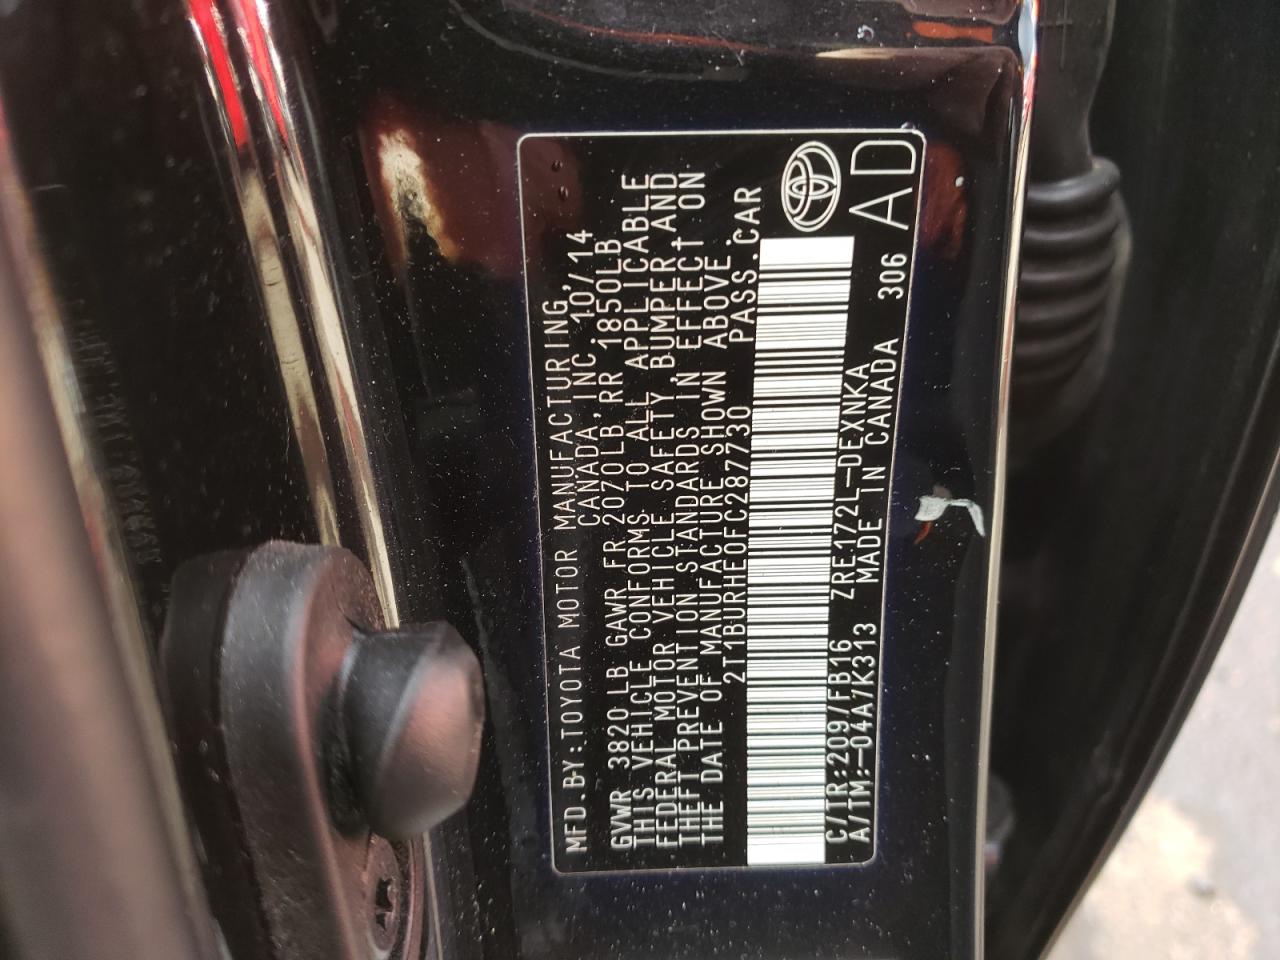 MFD.BY:TOYOTA MOTOR MANUFACTURING,
CANADA,INC.10/14
GVWR 3820LB GAWR FR 2070LB,RR 1850LB
THIS VEHICLE CONFORMS TO ALL APPLICABLE
FEDERAL MOTOR VEHICLE SAFETY,BUMPER,AND
THEFT PREVENTION STANDARDS IN EFFECT ON
THE DATE OF MANUFACTURE SHOWN ABOVE.
2T1BURHE0FC287730 PASS.CAR
C/TR:209/FB16 ZRE172L-DEXNKA
A/TM:-04A/K313 MADE IN CANADA 306
AD